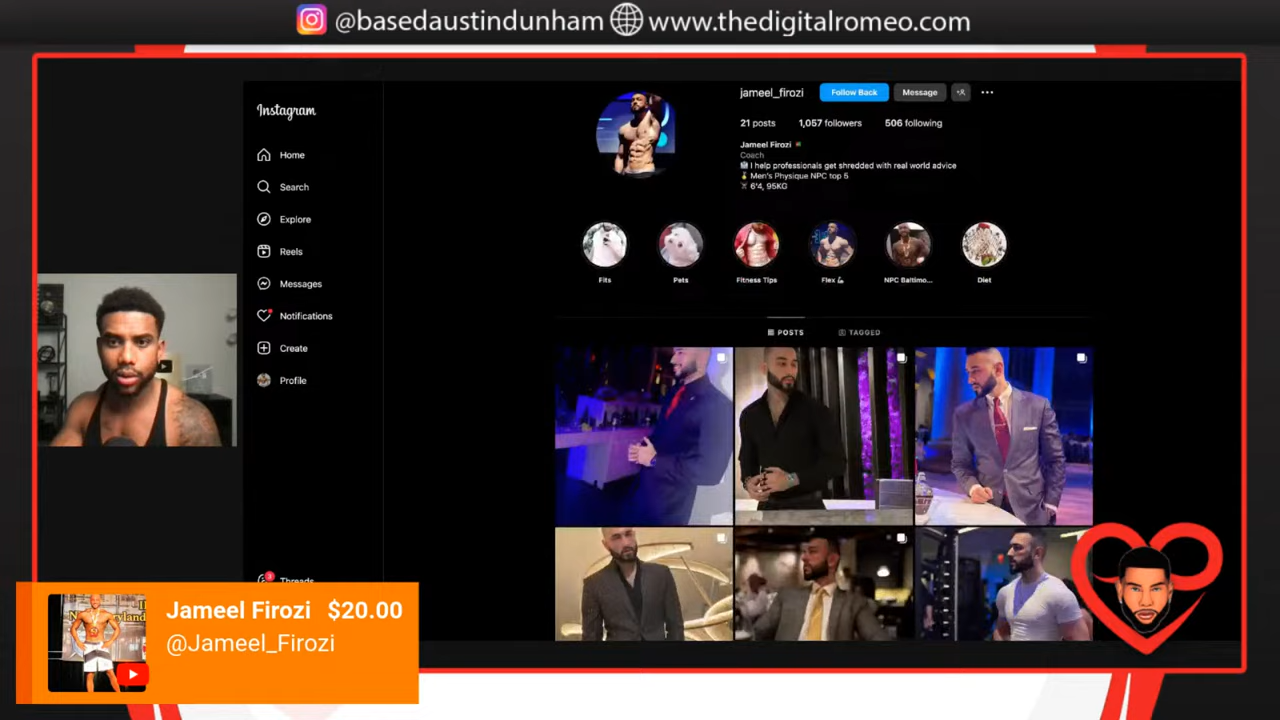 @basedaustindunham www.thedigitalromeo.com
Instagram
Home
Search
Explore
Reels
Messages
Notifications
Create
Profile
Threads
3
jameel_firozi Follow Back Message
21 posts 1,057 followers 506 following
Jameel Firozi
Coach
I help professionals get shredded with real world advice
Men's Physique NPC top 5
6'4, 95KG
Fits Pets Fitness Tips Flex NPC Baltimo... Diet
POSTS TAGGED
Jameel Firozi $20.00
@Jameel_Firozi